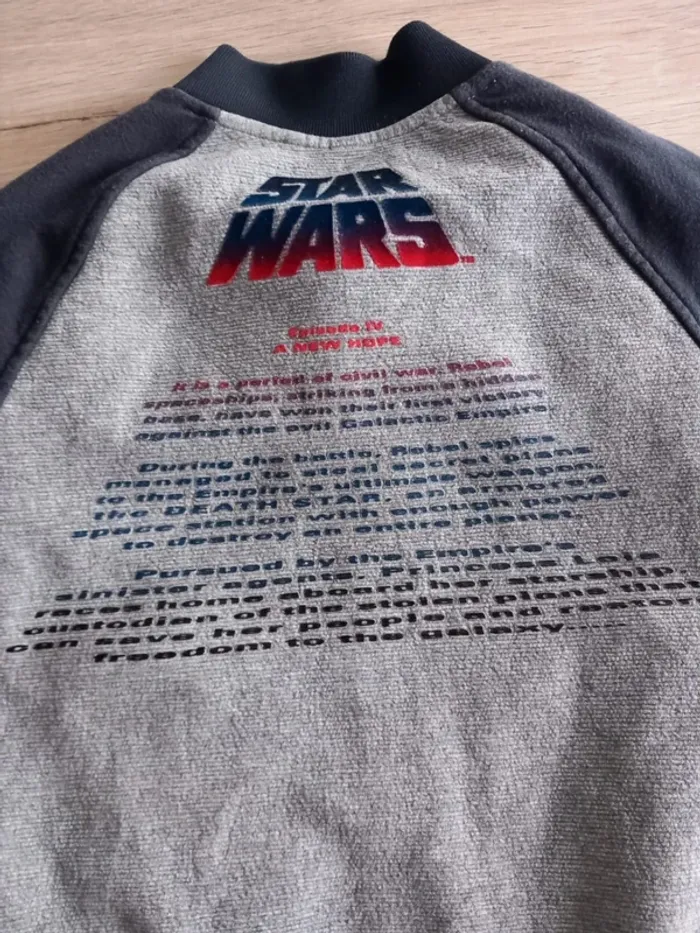 STAR
WARS™
Episode IV
A NEW HOPE
It is a period of civil war. Rebel
spaceships, striking from a hidden
base, have won their first victory
against the evil Galactic Empire
During the battle, Rebel spies
managed to steal secret plans
to the Empire's ultimate weapon
the DEATH STAR, an armored
space station with enough power
to destroy an entire planet.
Pursued by the Empire's
sinister agents, Princess Leia
races home aboard her starship,
custodian of the stolen plans that
can save her people and restore
freedom to the galaxy.....